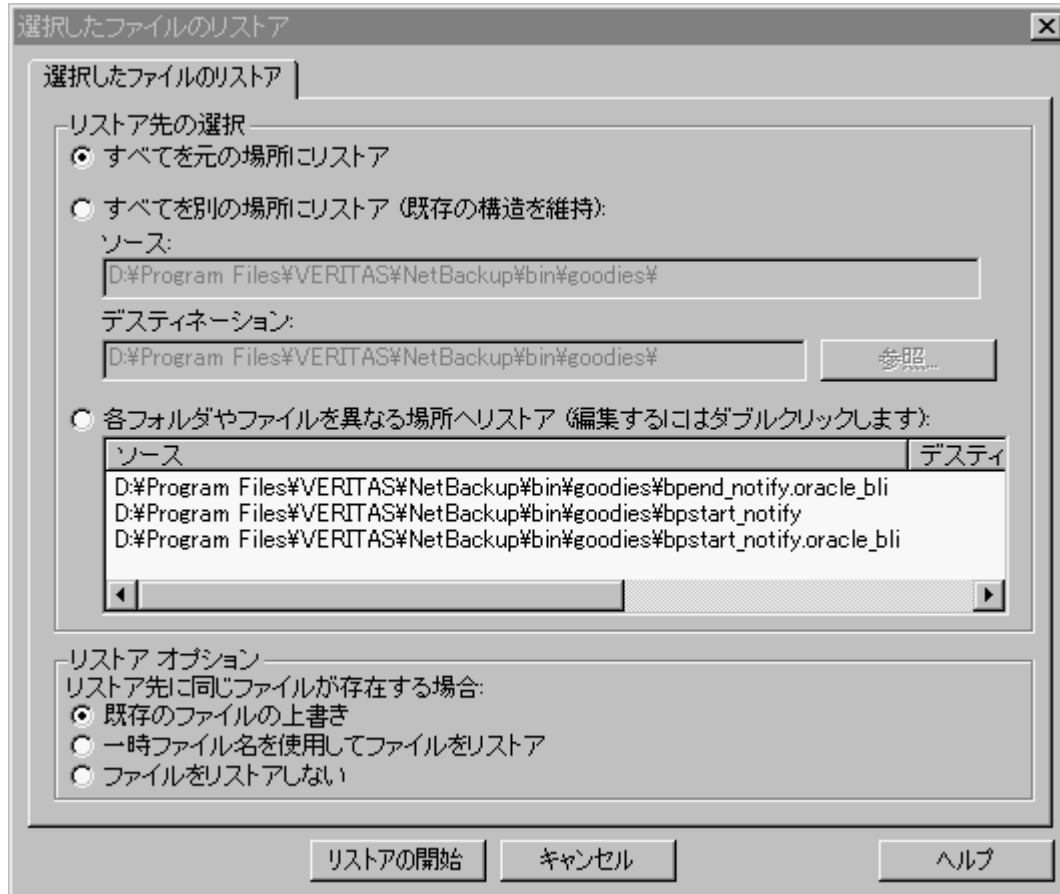 選択したファイルのリストア
選択したファイルのリストア
リストア先の選択
すべてを元の場所にリストア
すべてを別の場所にリストア (既存の構造を維持):
ソース:
D:¥Program Files¥VERITAS¥NetBackup¥bin¥goodies¥
デスティネーション:
D:¥Program Files¥VERITAS¥NetBackup¥bin¥goodies¥
参照...
各フォルダやファイルを異なる場所へリストア (編集するにはダブルクリックします):
ソース デスティ
D:¥Program Files¥VERITAS¥NetBackup¥bin¥goodies¥bpend_notify.oracle_bli
D:¥Program Files¥VERITAS¥NetBackup¥bin¥goodies¥bpstart_notify
D:¥Program Files¥VERITAS¥NetBackup¥bin¥goodies¥bpstart_notify.oracle_bli
リストア オプション
リストア先に同じファイルが存在する場合:
既存のファイルの上書き
一時ファイル名を使用してファイルをリストア
ファイルをリストアしない
リストアの開始 キャンセル ヘルプ